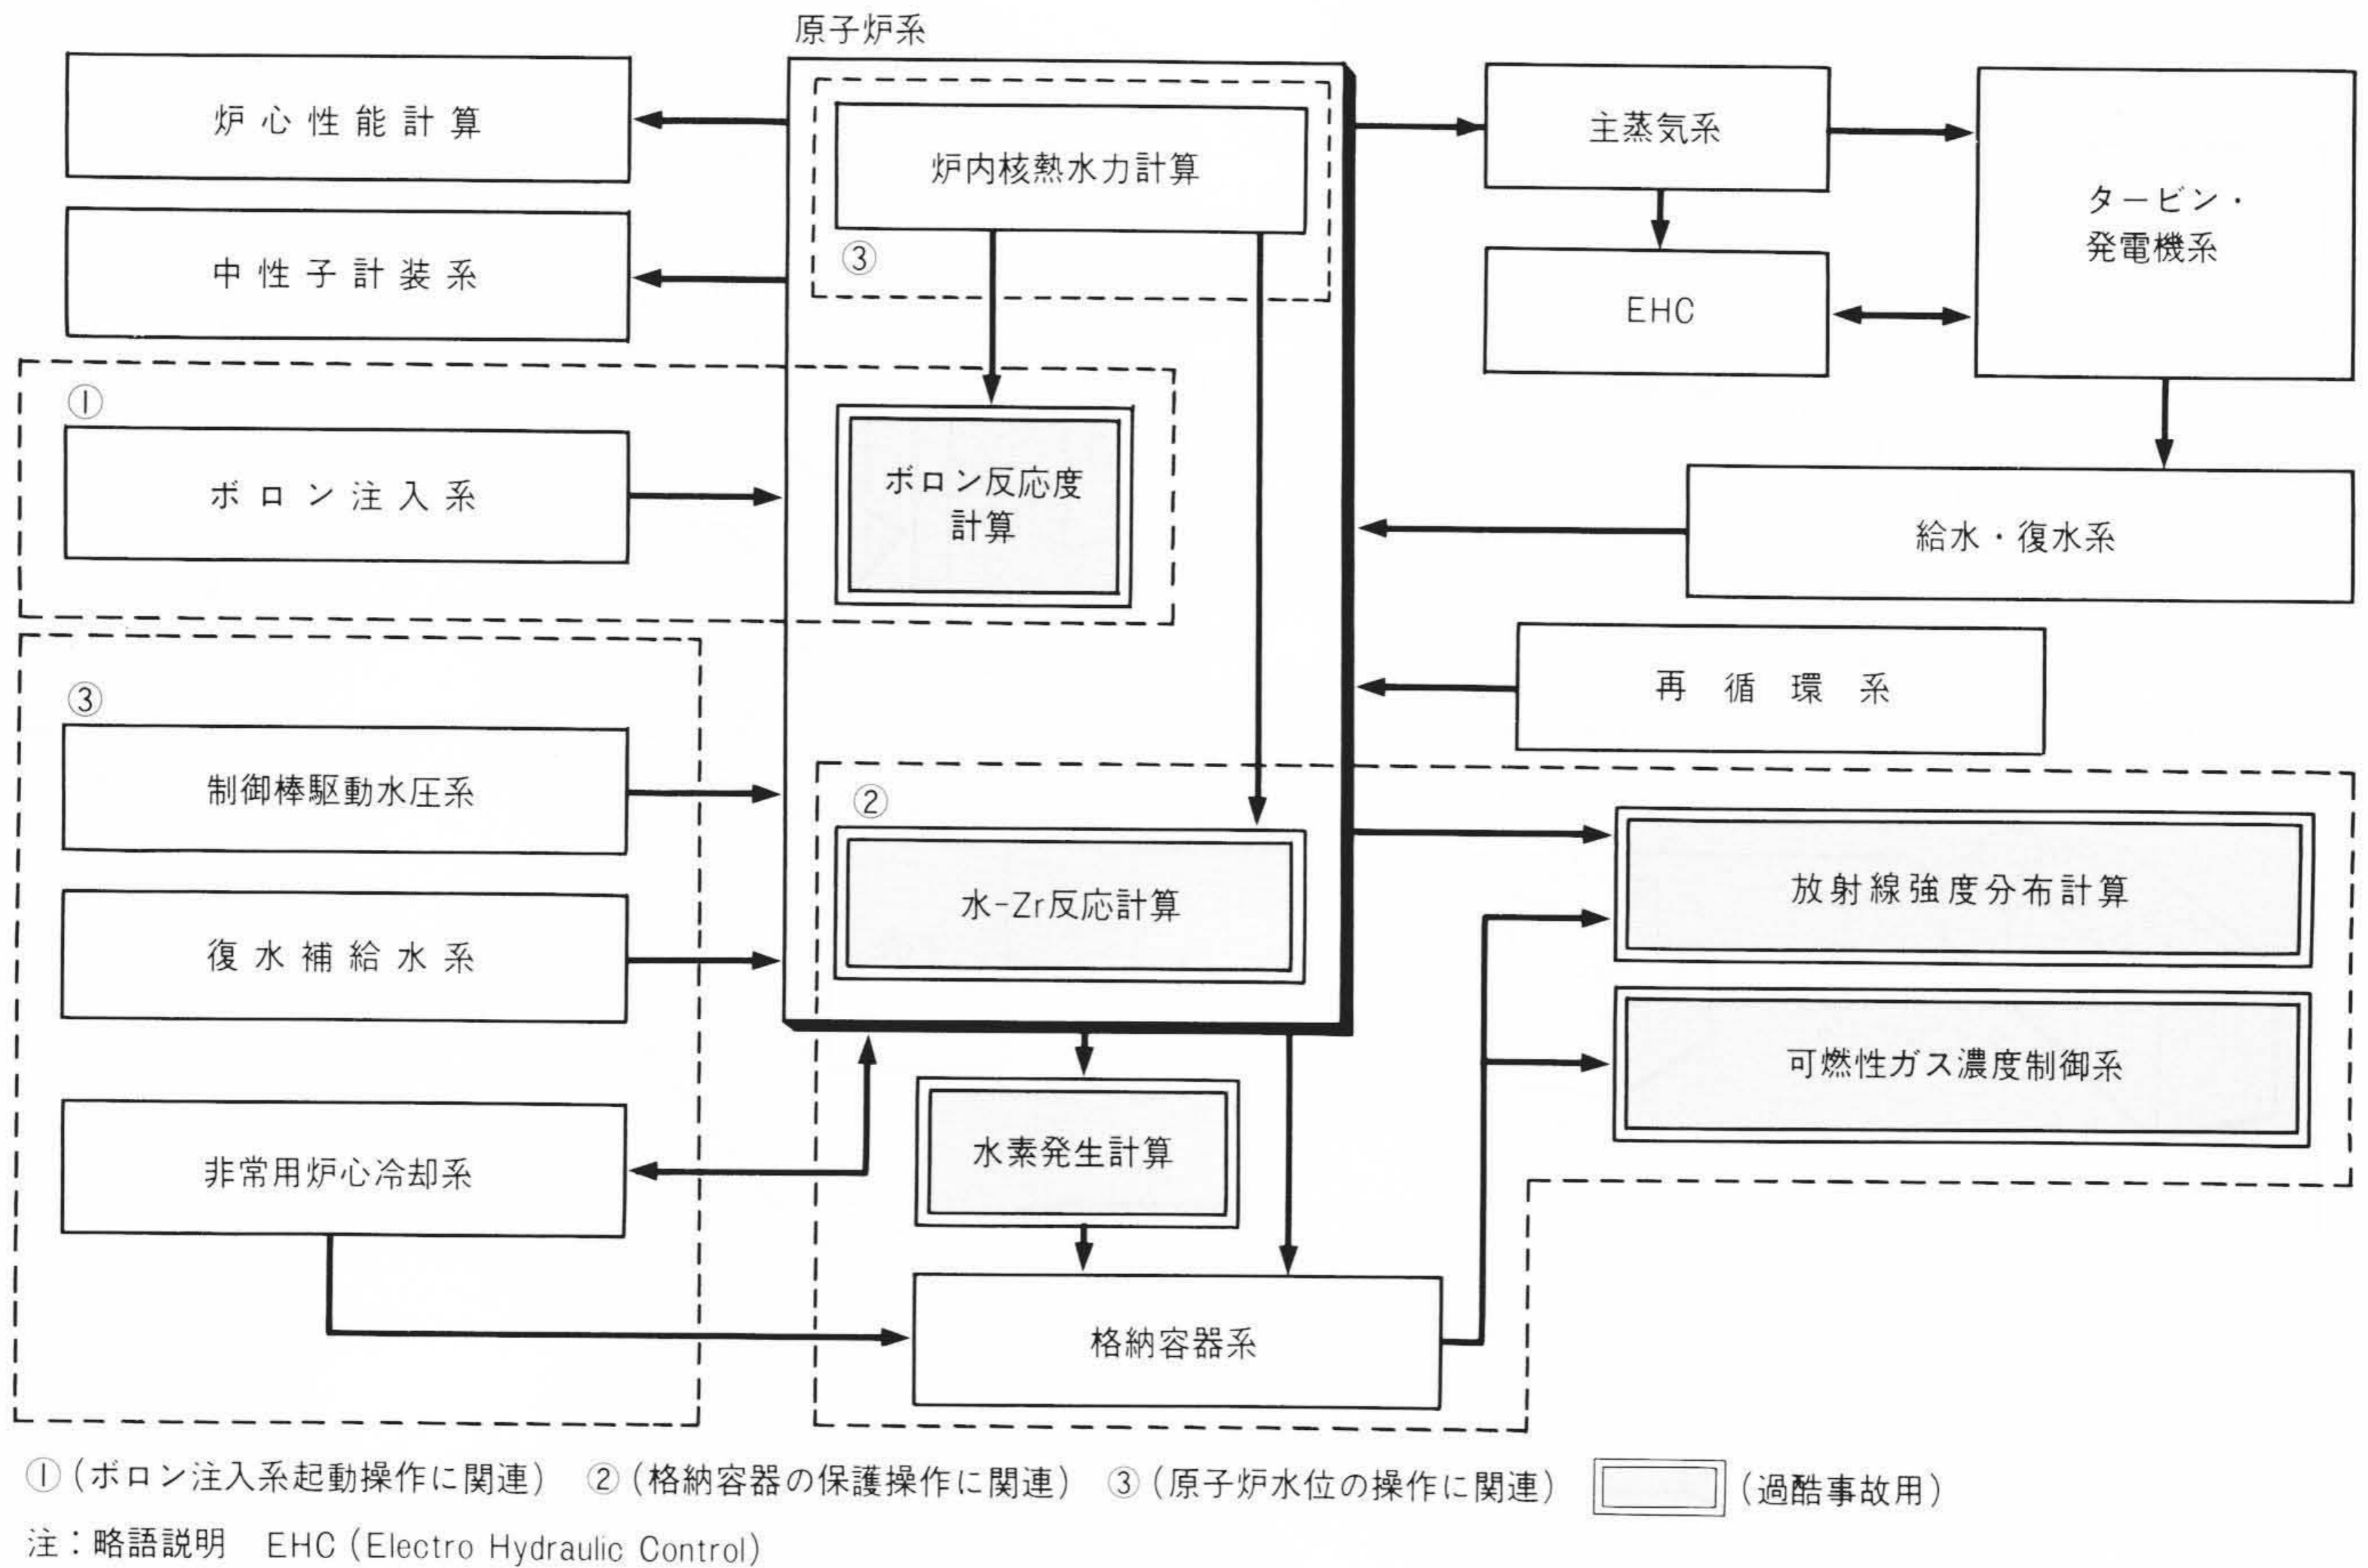 原子炉系
炉心性能計算
中性子計装系
炉内核熱水力計算
③
主蒸気系
EHC
タービン・
発電機系
①
ボロン注入系
ボロン反応度
計算
給水・復水系
再循環系
③
制御棒駆動水圧系
復水補給水系
非常用炉心冷却系
②
水-Zr反応計算
水素発生計算
格納容器系
放射線強度分布計算
可燃性ガス濃度制御系
①(ボロン注入系起動操作に関連) ②(格納容器の保護操作に関連) ③(原子炉水位の操作に関連) (過酷事故用)
注:略語説明 EHC(Electro Hydraulic Control)